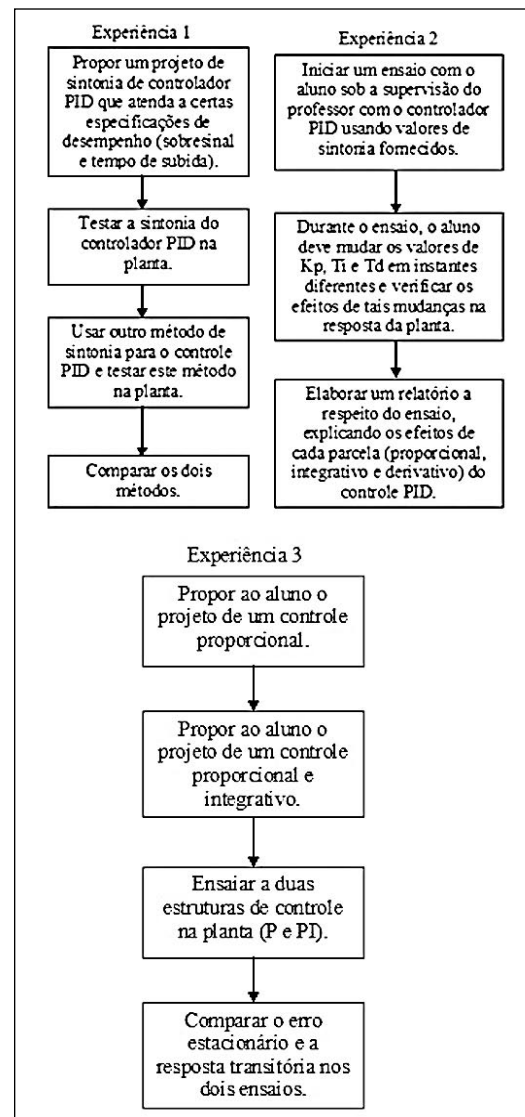 Experiência 1
Propor um projeto de
sintonia de controlador
PID que atenda a certas
especificações de
desempenho (sobresinal
e tempo de subida).
Testar a sintonia do
controlador PID na
planta.
Usar outro método de
sintonia para o controle
PID e testar este método
na planta.
Comparar os dois
métodos.
Experiência 2
Iniciar um ensaio com o
aluno sob a supervisão do
professor com o controlador
PID usando valores de
sintonia fornecidos.
Durante o ensaio, o aluno
deve mudar os valores de
Kp, Ti e Td em instantes
diferentes e verificar os
efeitos de tais mudanças na
resposta da planta.
Elaborar um relatório a
respeito do ensaio,
explicando os efeitos de
cada parcela (proporcional,
integrativo e derivativo) do
controle PID.
Experiência 3
Propor ao aluno o
projeto de um controle
proporcional.
Propor ao aluno o
projeto de um controle
proporcional e
integrativo.
Ensaiar a duas
estruturas de controle
na planta (P e PI).
Comparar o erro
estacionário e a
resposta transitória nos
dois ensaios.